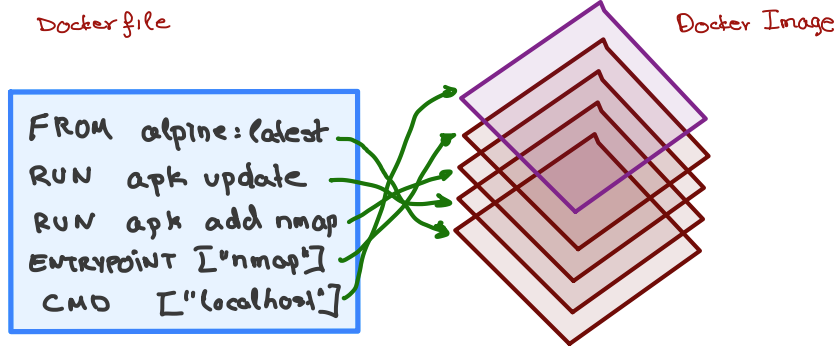 Dockerfile
Docker Image
FROM alpine:latest
RUN apk update
RUN apk add nmap
ENTRYPOINT ["nmap"]
CMD ["localhost"]